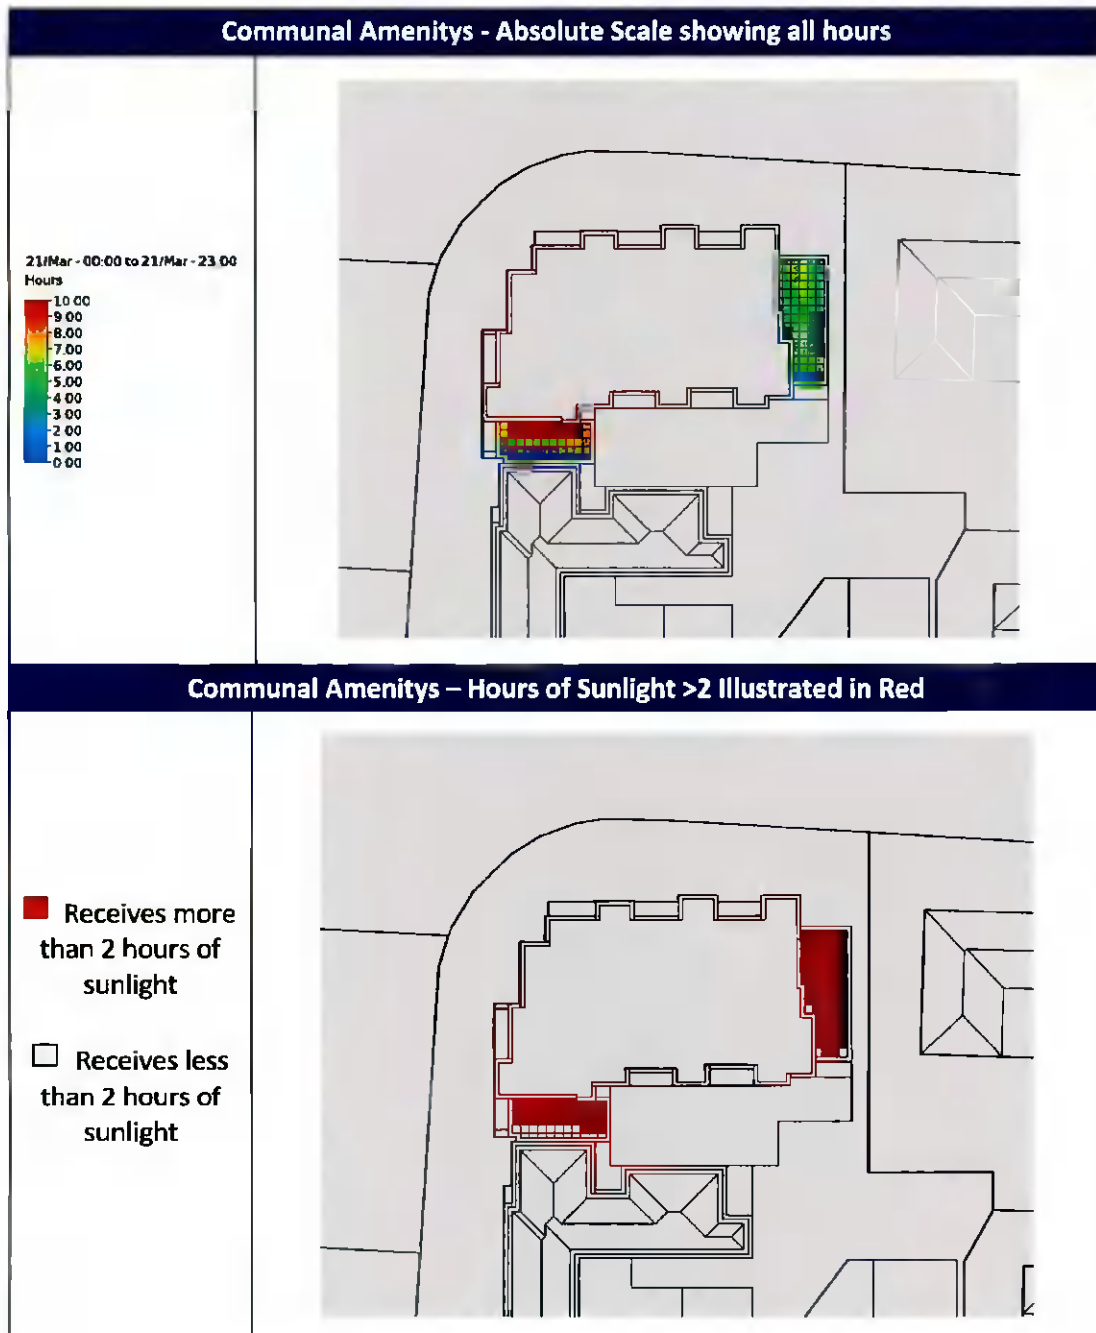 Communal Amenitys - Absolute Scale showing all hours
21/Mar - 00:00 to 21/Mar - 23:00
Hours
10.00
9.00
8.00
7.00
6.00
5.00
4.00
3.00
2.00
1.00
0.00
Communal Amenitys – Hours of Sunlight >2 Illustrated in Red
Receives more
than 2 hours of
sunlight
Receives less
than 2 hours of
sunlight